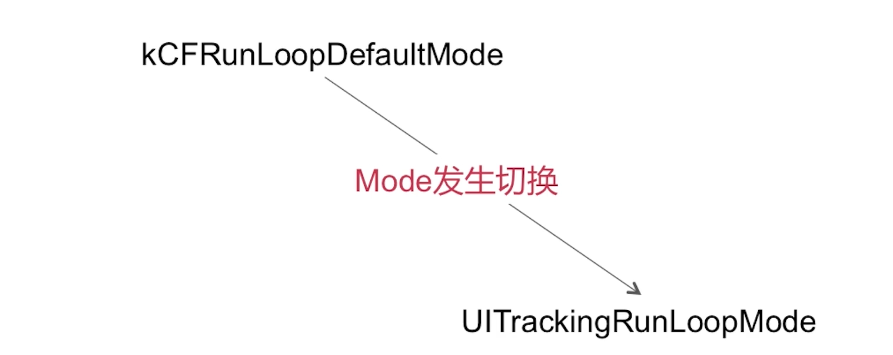 kCFRunLoopDefaultMode
Mode发生切换
UITrackingRunLoopMode